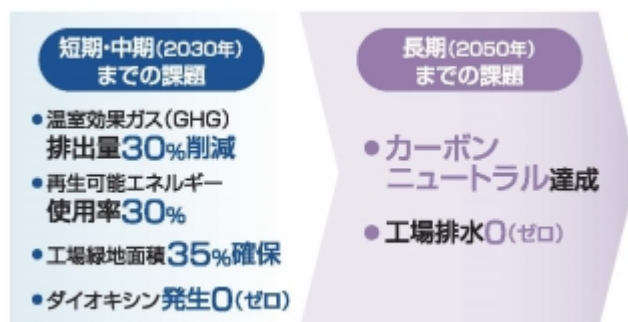 短期・中期(2030年)
までの課題
●温室効果ガス(GHG)
排出量30%削減
●再生可能エネルギー
使用率30%
●工場緑地面積35%確保
●ダイオキシン発生0(ゼロ)
長期(2050年)
までの課題
●カーボン
ニュートラル達成
●工場排水0(ゼロ)